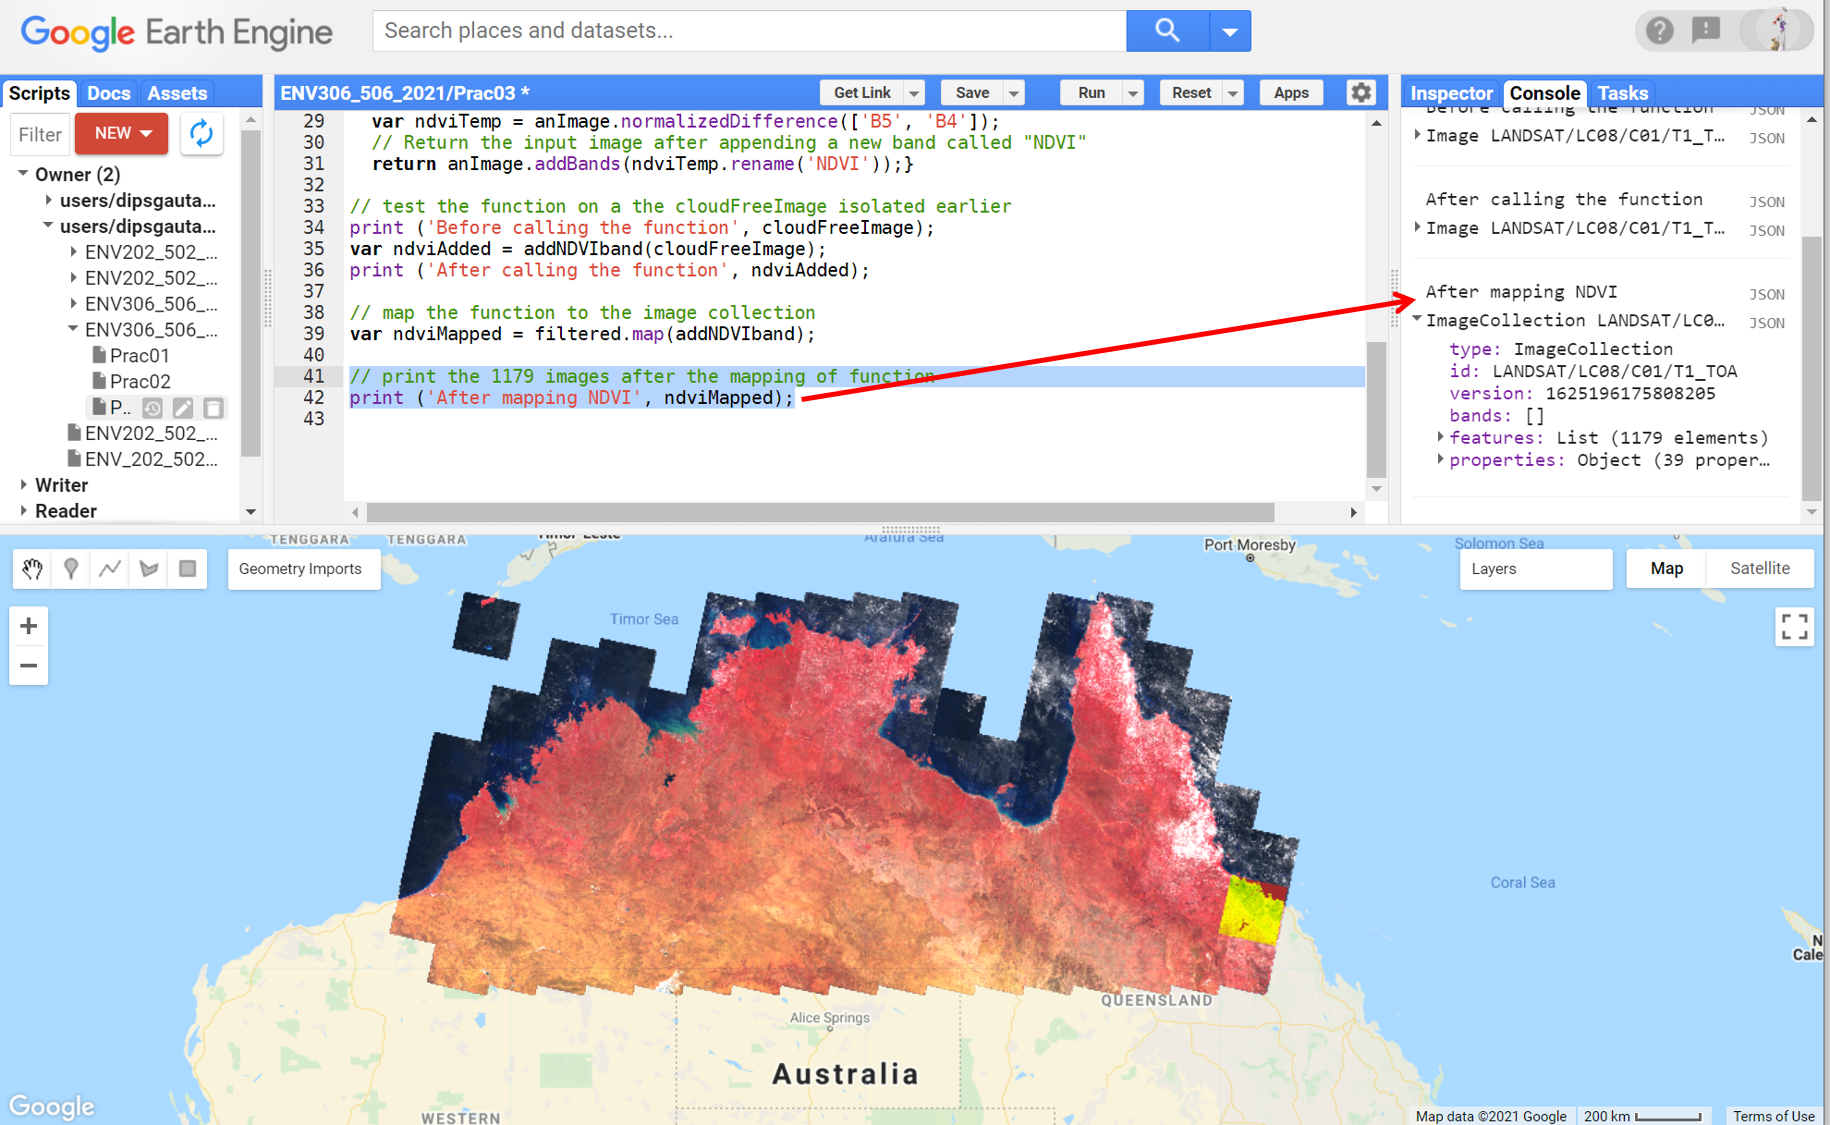 Google Earth Engine
Search places and datasets...
Scripts Docs Assets
Filter NEW
Owner (2)
users/dipsgauta...
users/dipsgauta...
ENV202_502_...
ENV202_502_...
ENV306_506_...
ENV306_506_...
Prac01
Prac02
P..
ENV202_502_...
ENV_202_502...
Writer
Reader
ENV306_506_2021/Prac03 *
Get Link Save Run Reset Apps
29 var ndviTemp = anImage.normalizedDifference(['B5', 'B4']);
30 // Return the input image after appending a new band called "NDVI"
31 return anImage.addBands(ndviTemp.rename('NDVI'));}
32
33 // test the function on a the cloudFreeImage isolated earlier
34 print ('Before calling the function', cloudFreeImage);
35 var ndviAdded = addNDVIband(cloudFreeImage);
36 print ('After calling the function', ndviAdded);
37
38 // map the function to the image collection
39 var ndviMapped = filtered.map(addNDVIband);
40
41 // print the 1179 images after the mapping of function
42 print ('After mapping NDVI', ndviMapped);
43
Inspector Console Tasks
Before calling the function JSON
Image LANDSAT/LC08/C01/T1_T... JSON
After calling the function JSON
Image LANDSAT/LC08/C01/T1_T... JSON
After mapping NDVI JSON
ImageCollection LANDSAT/LC0... JSON
type: ImageCollection
id: LANDSAT/LC08/C01/T1_TOA
version: 1625196175808205
bands: []
features: List (1179 elements)
properties: Object (39 proper...
TENGGARA TENGGARA Timor-Leste Arafura Sea Port Moresby Solomon Sea
Geometry Imports
Layers
Map Satellite
Timor Sea
Coral Sea
N
Cale
QUEENSLAND
Alice Springs
Australia
WESTERN
Google
Map data ©2021 Google 200 km Terms of Use